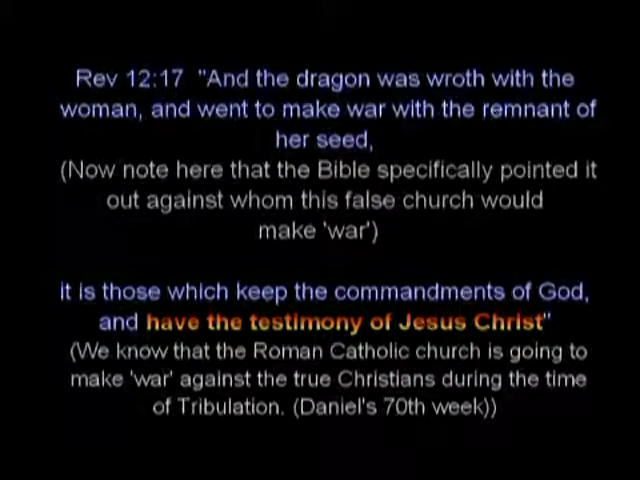 Rev 12:17 "And the dragon was wroth with the
woman, and went to make war with the remnant of
her seed,
(Now note here that the Bible specifically pointed it
out against whom this false church would
make 'war')
it is those which keep the commandments of God,
and have the testimony of Jesus Christ"
(We know that the Roman Catholic church is going to
make 'war' against the true Christians during the time
of Tribulation. (Daniel's 70th week))